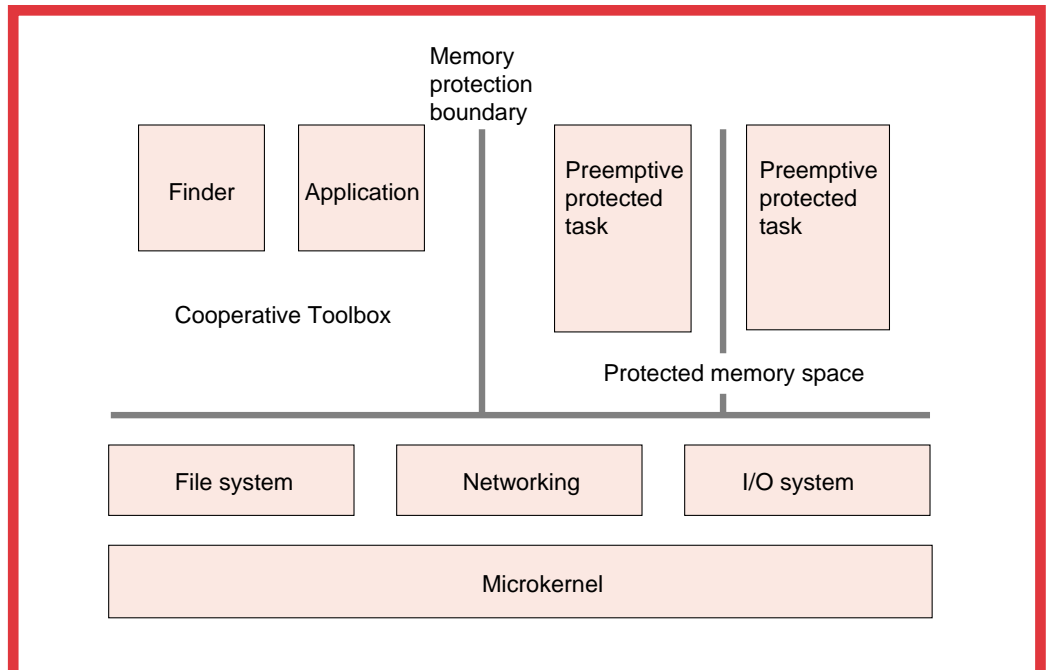 Memory
protection
boundary
Finder
Application
Preemptive
protected
task
Preemptive
protected
task
Cooperative Toolbox
Protected memory space
File system
Networking
I/O system
Microkernel